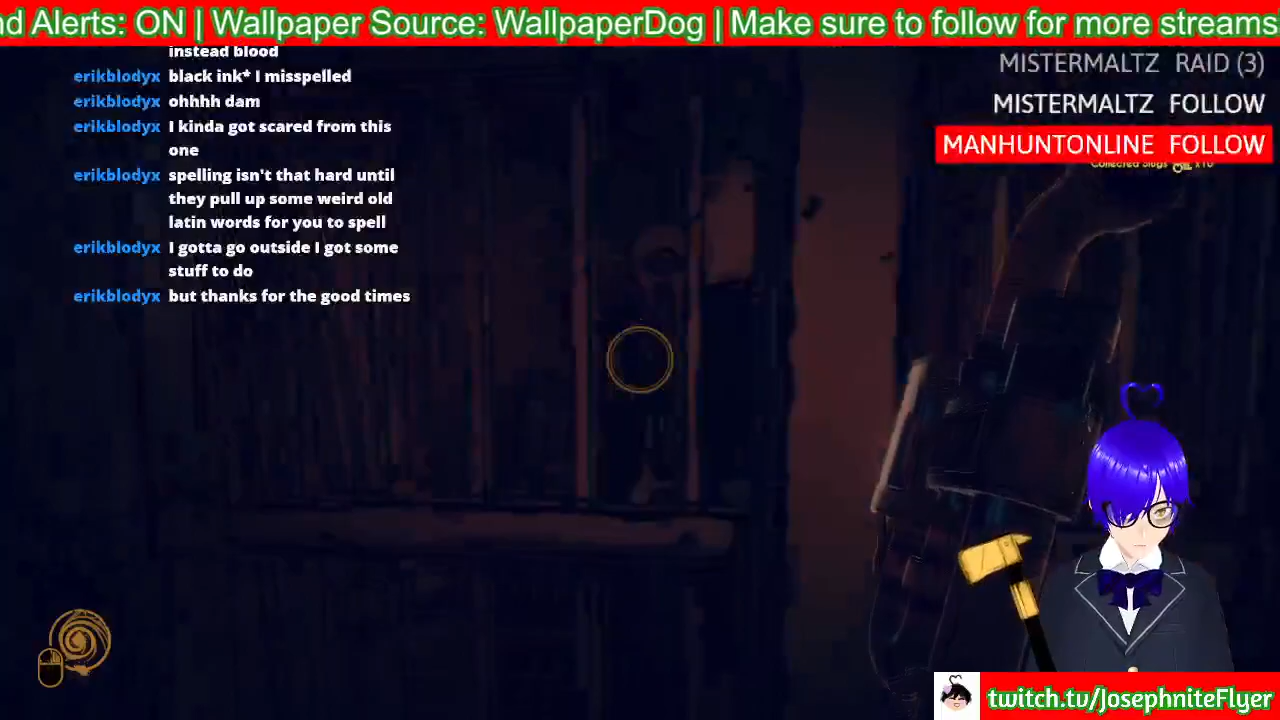 nd Alerts: ON | Wallpaper Source: WallpaperDog | Make sure to follow for more streams!
instead blood
erikblodyx black ink* I misspelled
erikblodyx ohhhh dam
erikblodyx I kinda got scared from this
one
erikblodyx spelling isn't that hard until
they pull up some weird old
latin words for you to spell
erikblodyx I gotta go outside I got some
stuff to do
erikblodyx but thanks for the good times
MISTERMALTZ RAID (3)
MISTERMALTZ FOLLOW
MANHUNTONLINE FOLLOW
Collected Slugs x10
twitch.tv/JosephniteFlyer